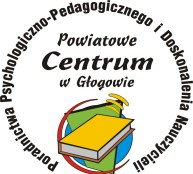 Powiatowe
Centrum
w Głogowie
Poradnictwa Psychologiczno-Pedagogicznego i Doskonalenia Nauczycieli